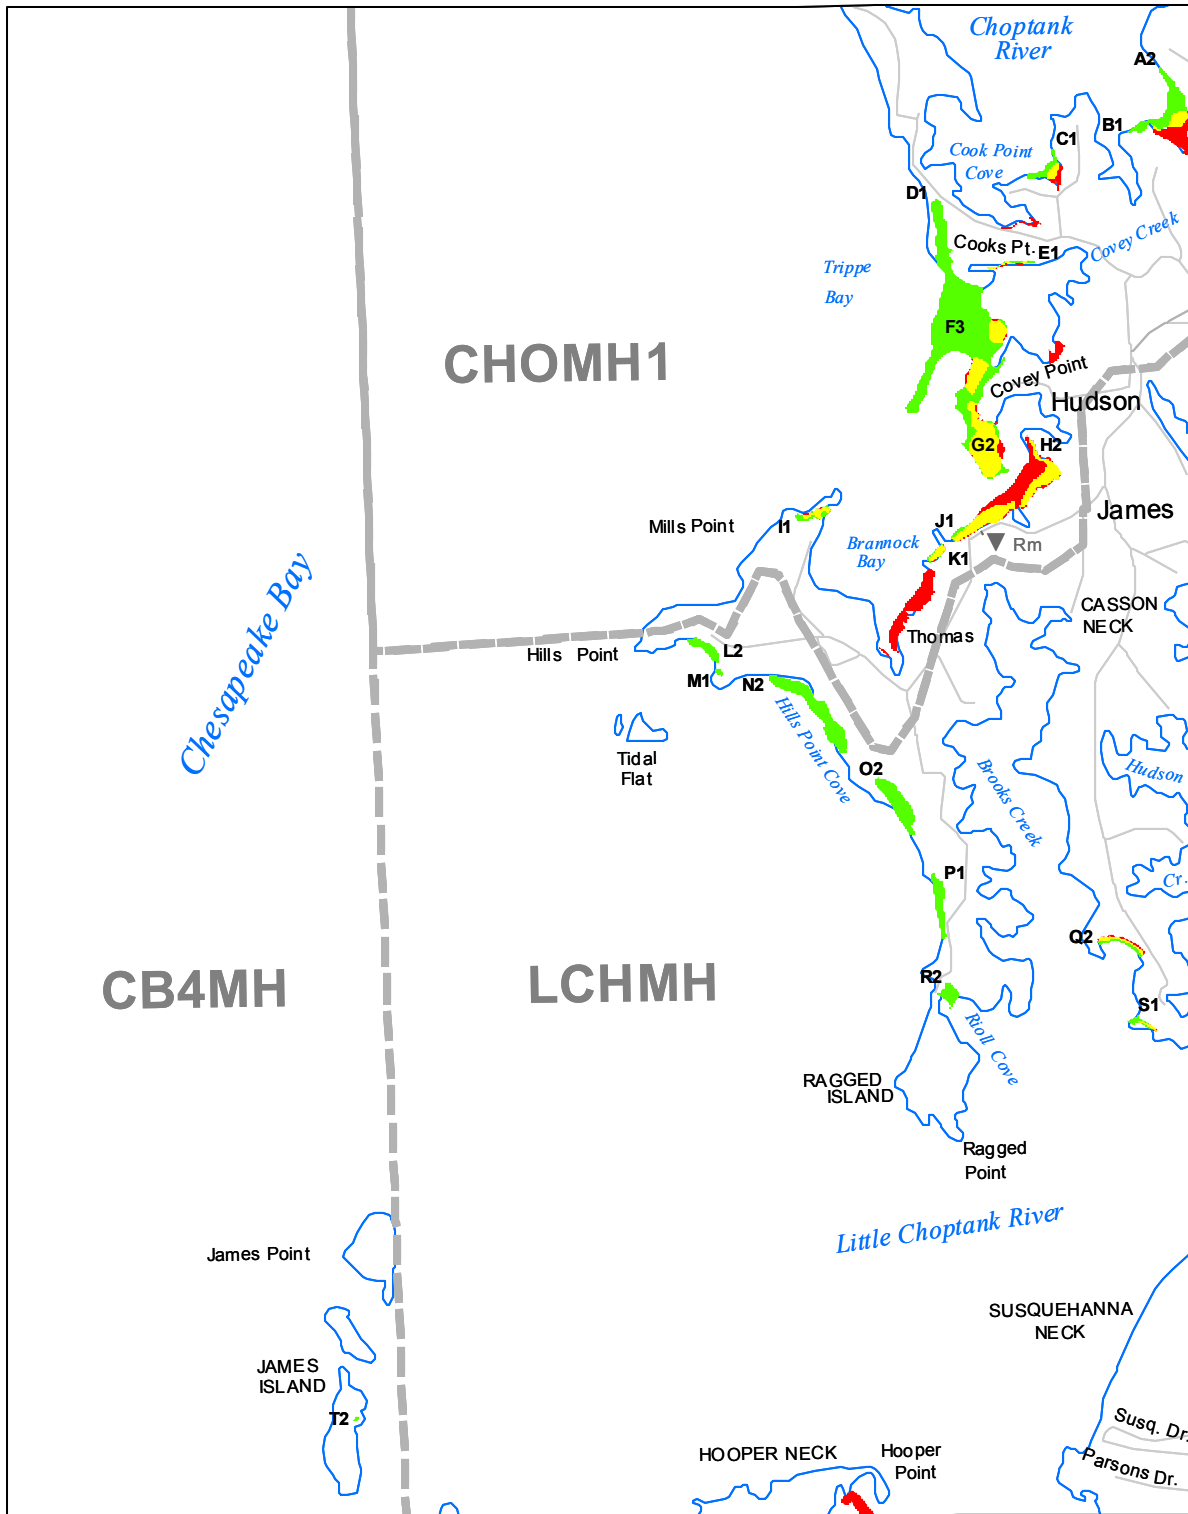 Choptank
River
A2
B1
C1
Cook Point
Cove
D1
Covey Creek
Cooks Pt.
E1
Trippe
Bay
F3
CHOMH1
Covey Point
Hudson
G2
H2
James
Mills Point
I1
J1
Brannock
Bay
Rm
K1
Chesapeake Bay
CASSON
NECK
Thomas
Hills Point
L2
M1
N2
Hills Point Cove
Tidal
Flat
O2
Brooks Creek
Hudson
P1
Cr.
Q2
CB4MH
LCHMH
R2
S1
Rioll Cove
RAGGED
ISLAND
Ragged
Point
Little Choptank River
James Point
SUSQUEHANNA
NECK
JAMES
ISLAND
T2
Susq. Dr.
HOOPER NECK
Hooper
Point
Parsons Dr.